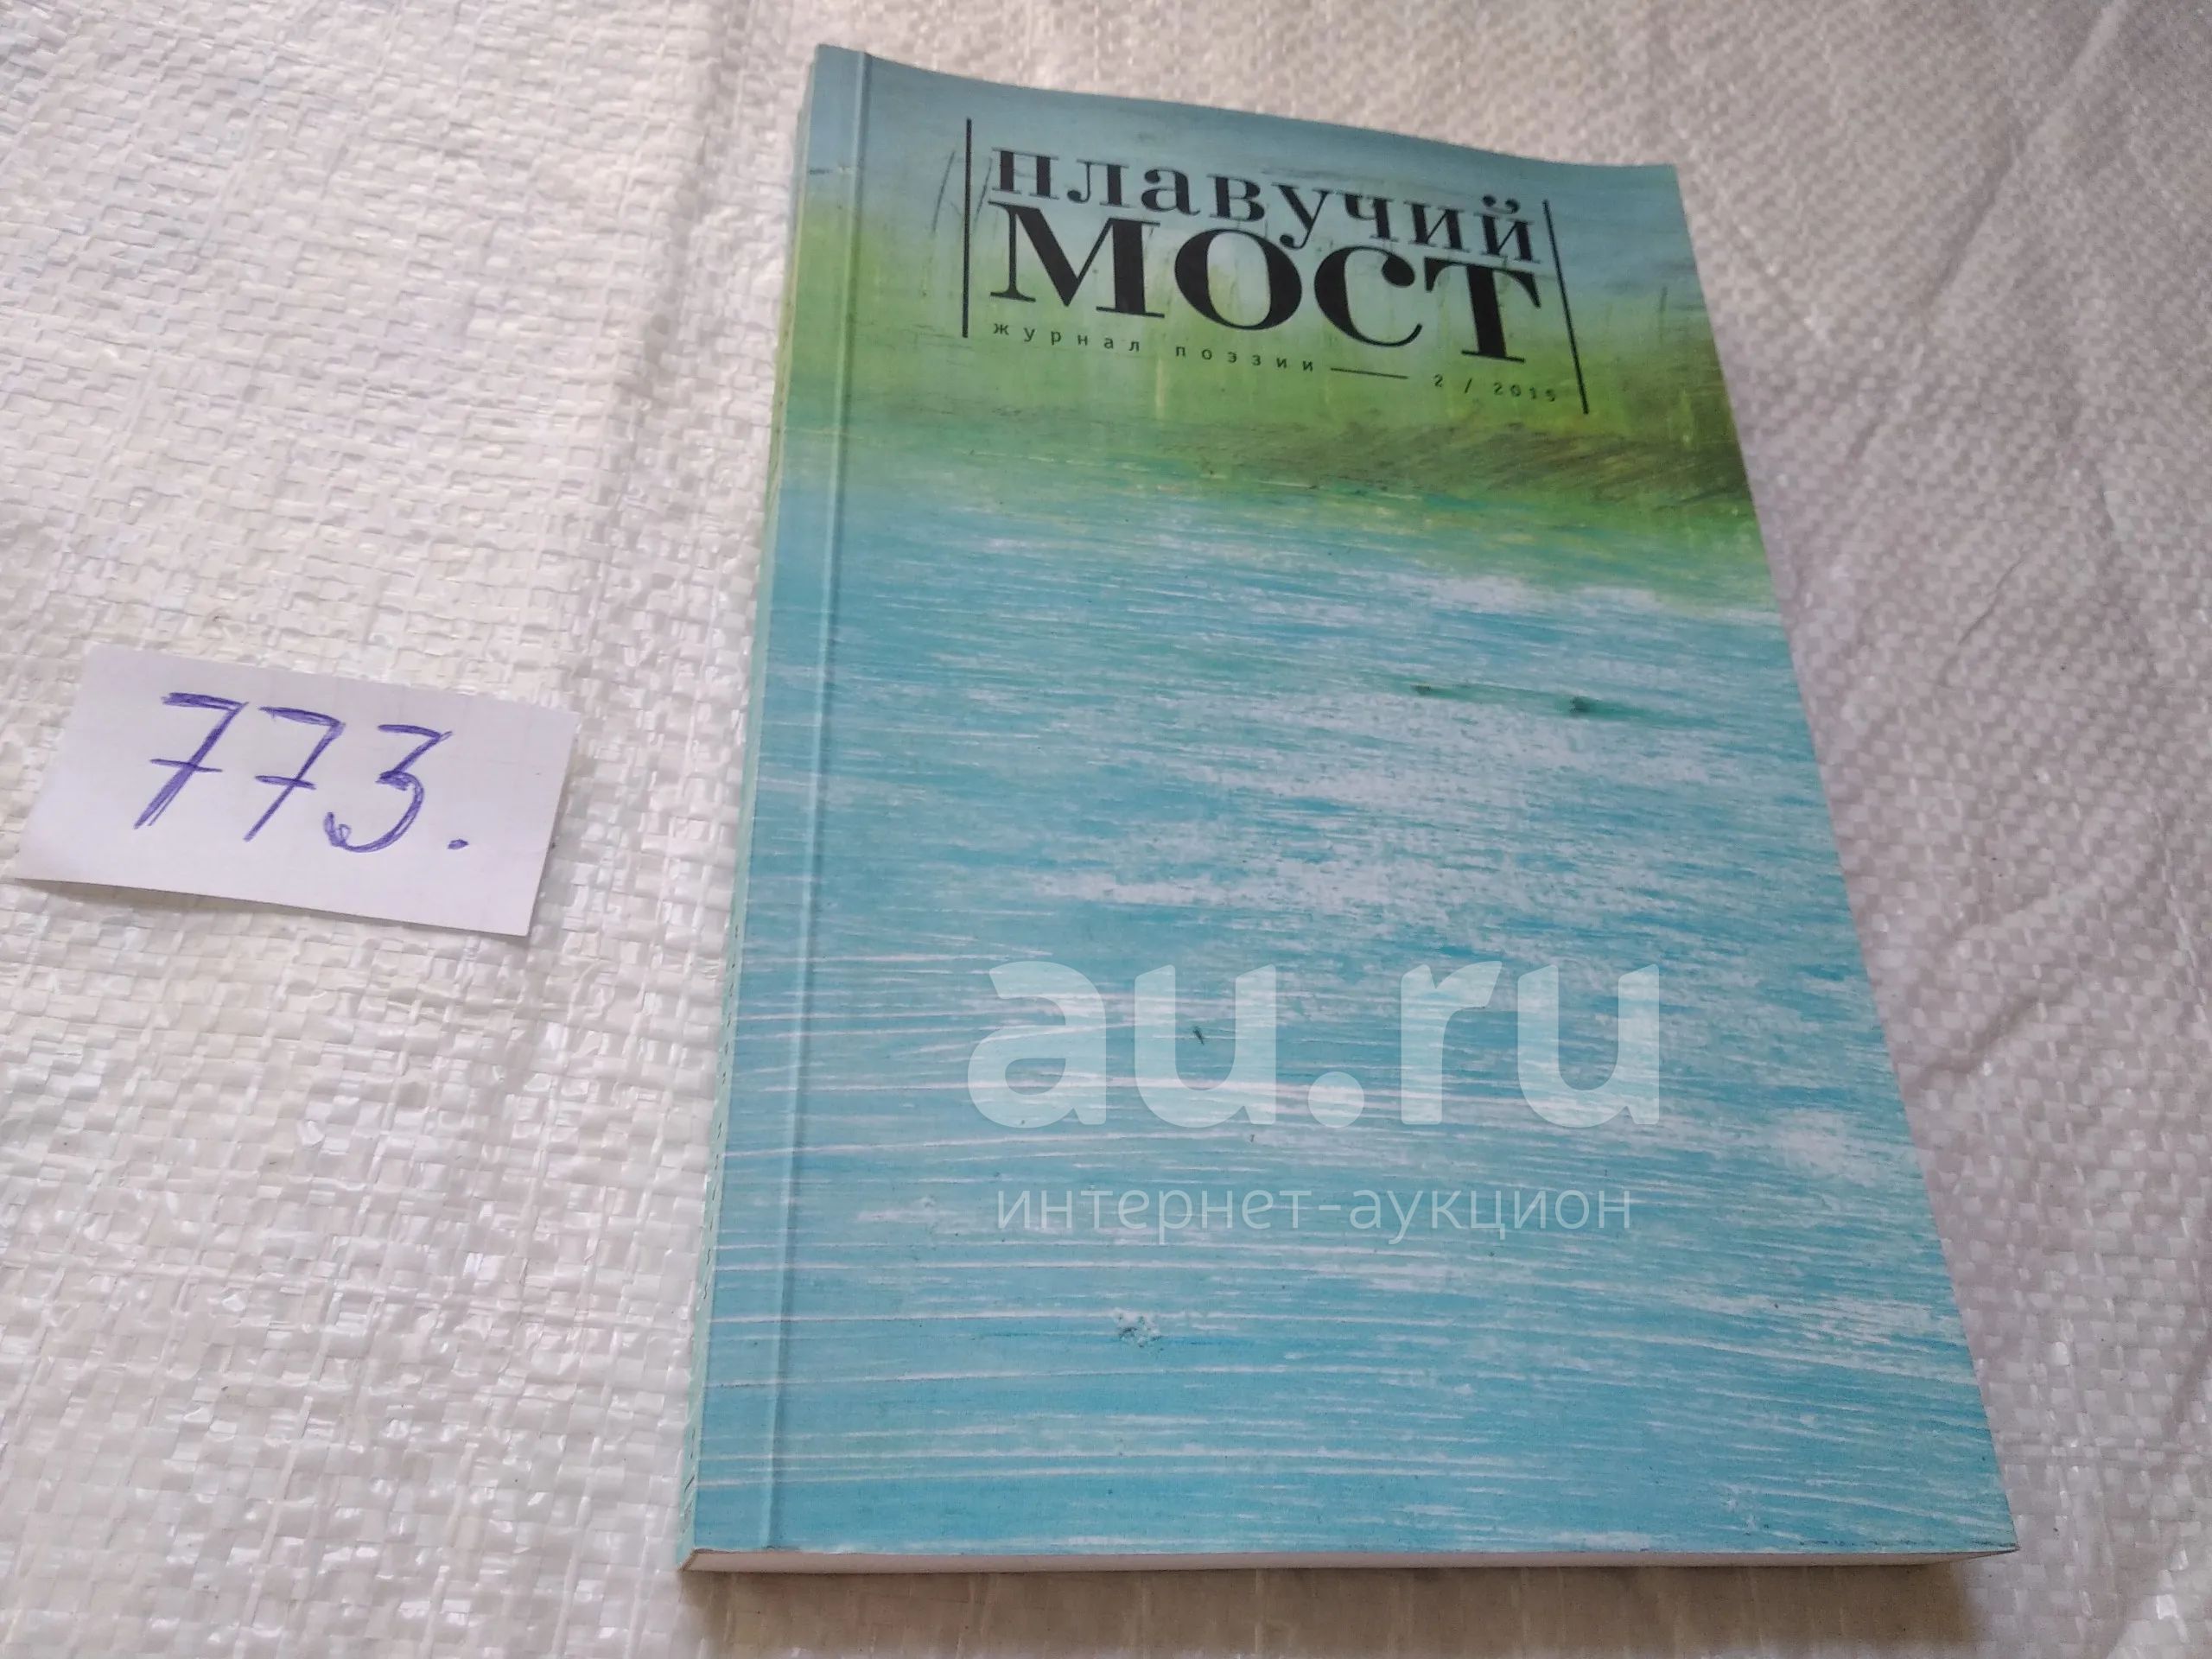 плавучий
мост
журнал поэзии —— 2 / 2015
773.
au.ru
интернет-аукцион